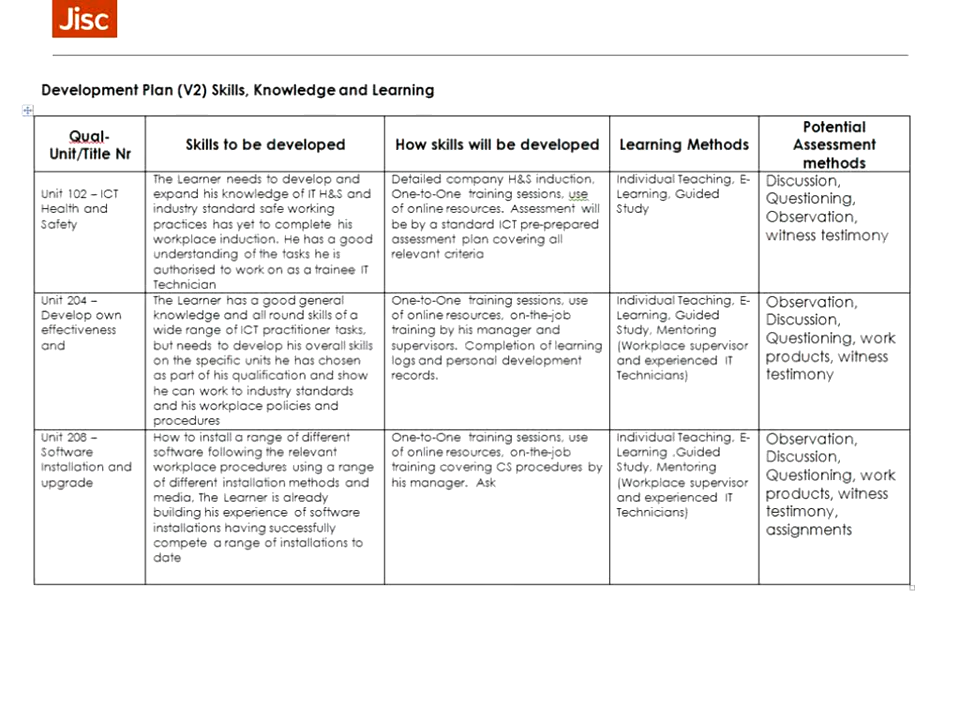 Jisc
Development Plan (V2) Skills, Knowledge and Learning
Qual-
Unit/Title Nr
Skills to be developed
How skills will be developed
Learning Methods
Potential
Assessment
methods
Unit 102 – ICT
Health and
Safety
The Learner needs to develop and
expand his knowledge of IT H&S and
industry standard safe working
practices has yet to complete his
workplace induction. He has a good
understanding of the tasks he is
authorised to work on as a trainee IT
Technician
Detailed company H&S induction,
One-to-One training sessions, use
of online resources. Assessment will
be by a standard ICT pre-prepared
assessment plan covering all
relevant criteria
Individual Teaching, E-
Learning, Guided
Study
Discussion,
Questioning,
Observation,
witness testimony
Unit 204 –
Develop own
effectiveness
and
The Learner has a good general
knowledge and all round skills of a
wide range of ICT practitioner tasks,
but needs to develop his overall skills
on the specific units he has chosen
as part of his qualification and show
he can work to industry standards
and his workplace policies and
procedures
One-to-One training sessions, use
of online resources, on-the-job
training by his manager and
supervisors. Completion of learning
logs and personal development
records.
Individual Teaching, E-
Learning, Guided
Study, Mentoring
(Workplace supervisor
and experienced IT
Technicians)
Observation,
Discussion,
Questioning, work
products, witness
testimony
Unit 208 –
Software
Installation and
upgrade
How to install a range of different
software following the relevant
workplace procedures using a range
of different installation methods and
media. The Learner is already
building his experience of software
installations having successfully
compete a range of installations to
date
One-to-One training sessions, use
of online resources, on-the-job
training covering CS procedures by
his manager. Ask
Individual Teaching, E-
Learning .Guided
Study, Mentoring
(Workplace supervisor
and experienced IT
Technicians)
Observation,
Discussion,
Questioning, work
products, witness
testimony,
assignments